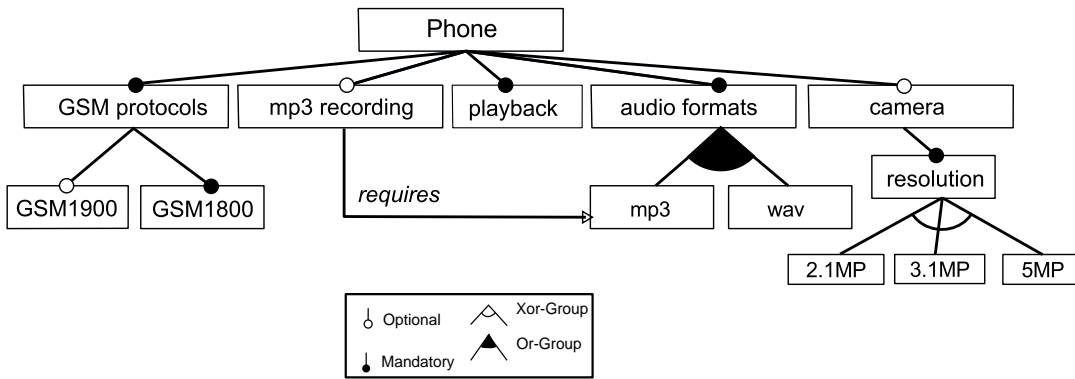 Phone
GSM protocols
mp3 recording
playback
audio formats
camera
GSM1900
GSM1800
requires
mp3
wav
resolution
2.1MP
3.1MP
5MP
Optional
Xor-Group
Mandatory
Or-Group